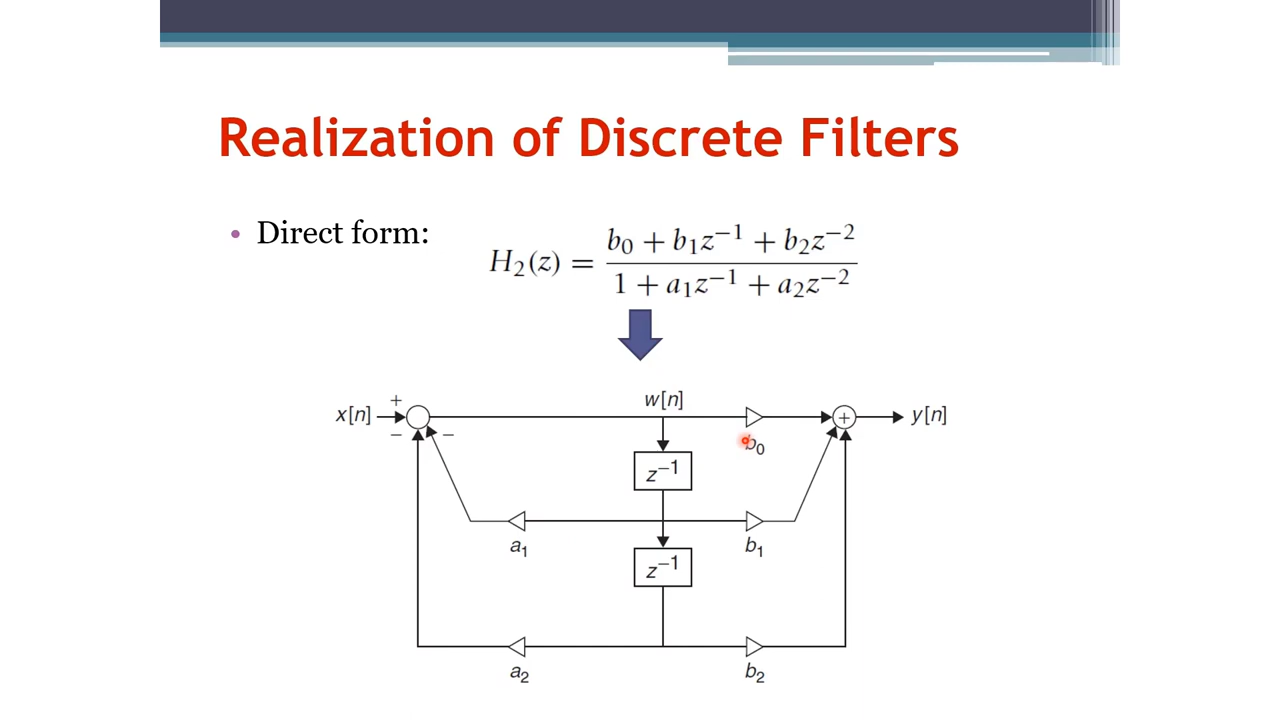 Realization of Discrete Filters
• Direct form:
H₂(z) = (b₀ + b₁z⁻¹ + b₂z⁻²) / (1 + a₁z⁻¹ + a₂z⁻²)
+ w[n]
x[n] + y[n]
− −
b₀
z⁻¹
a₁ b₁
z⁻¹
a₂ b₂